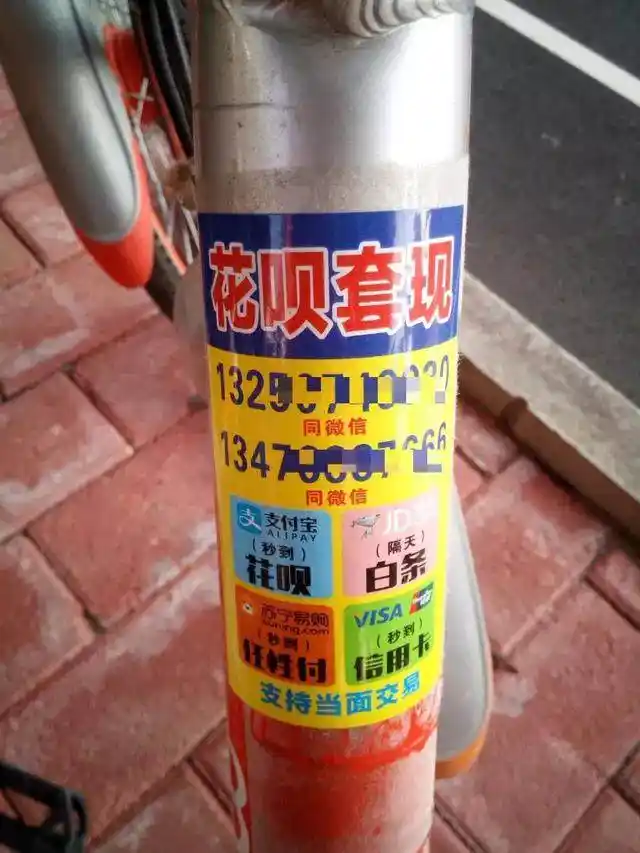 花呗套现
同微信
同微信
支付宝
ALIPAY
(秒到)
花呗
JD
(隔天)
白条
苏宁易购
suning.com
(秒到)
任性付
VISA
(秒到)
信用卡
支持当面交易